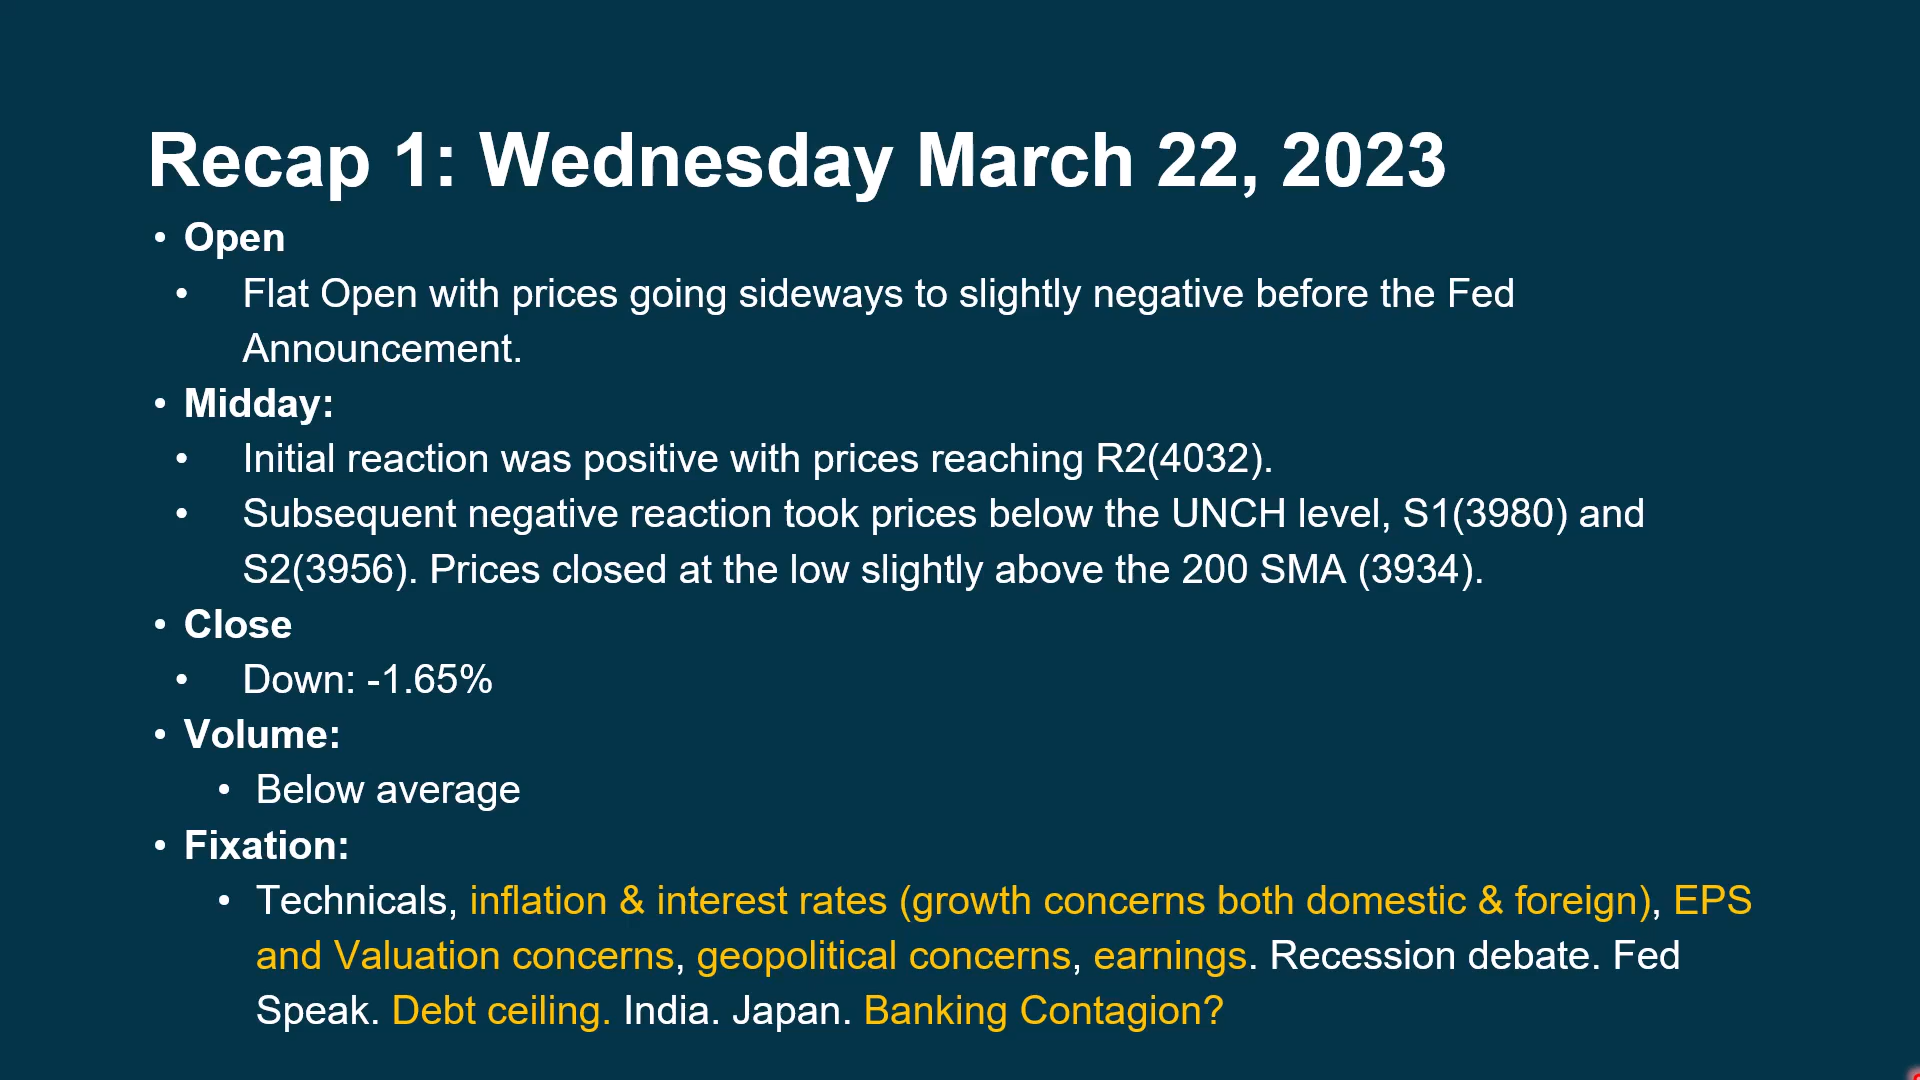 Recap 1: Wednesday March 22, 2023
• Open
• Flat Open with prices going sideways to slightly negative before the Fed
Announcement.
• Midday:
• Initial reaction was positive with prices reaching R2(4032).
• Subsequent negative reaction took prices below the UNCH level, S1(3980) and
S2(3956). Prices closed at the low slightly above the 200 SMA (3934).
• Close
• Down: -1.65%
• Volume:
• Below average
• Fixation:
• Technicals, inflation & interest rates (growth concerns both domestic & foreign), EPS
and Valuation concerns, geopolitical concerns, earnings. Recession debate. Fed
Speak. Debt ceiling. India. Japan. Banking Contagion?